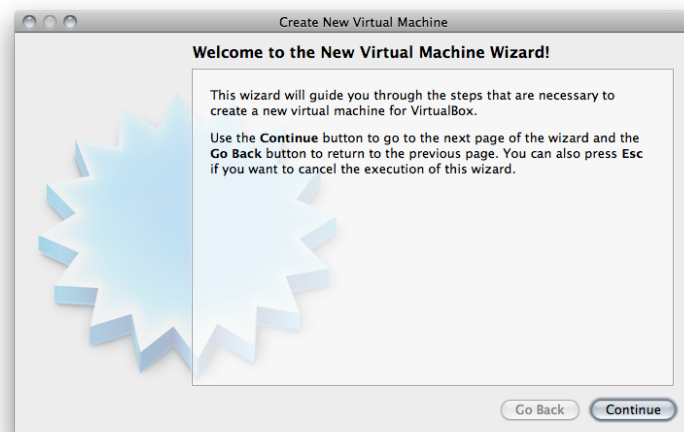 Create New Virtual Machine
Welcome to the New Virtual Machine Wizard!
This wizard will guide you through the steps that are necessary to
create a new virtual machine for VirtualBox.
Use the Continue button to go to the next page of the wizard and the
Go Back button to return to the previous page. You can also press Esc
if you want to cancel the execution of this wizard.
Go Back
Continue